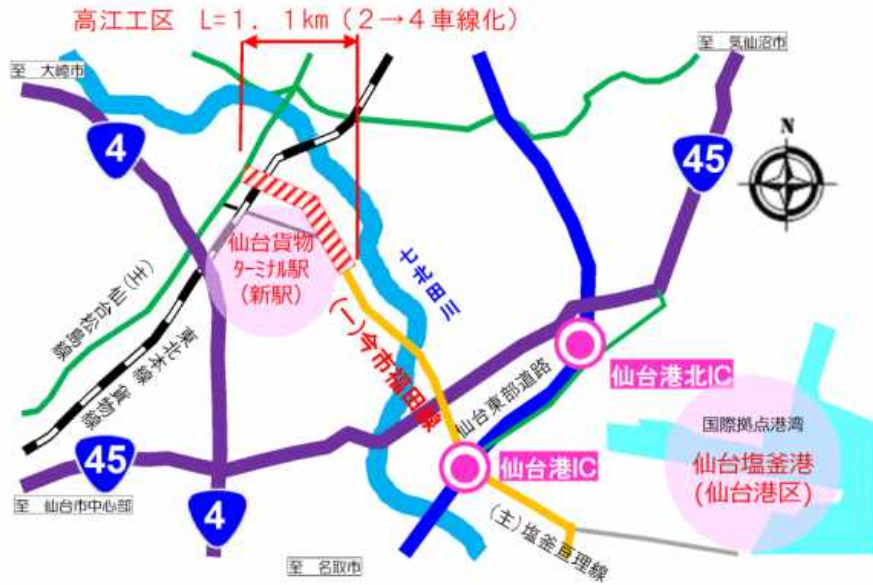 高江工区 L=1.1km(2→4車線化)
至 大崎市
至 気仙沼市
4
45
N
仙台貨物
ターミナル駅
(新駅)
七北田川
(主)仙台松島線
東北本線 貨物線
(一)今市福田線
仙台東部道路
仙台港北IC
国際拠点港湾
仙台塩釜港
(仙台港区)
45
仙台港IC
至 仙台市中心部
4
(主)塩釜亘理線
至 名取市